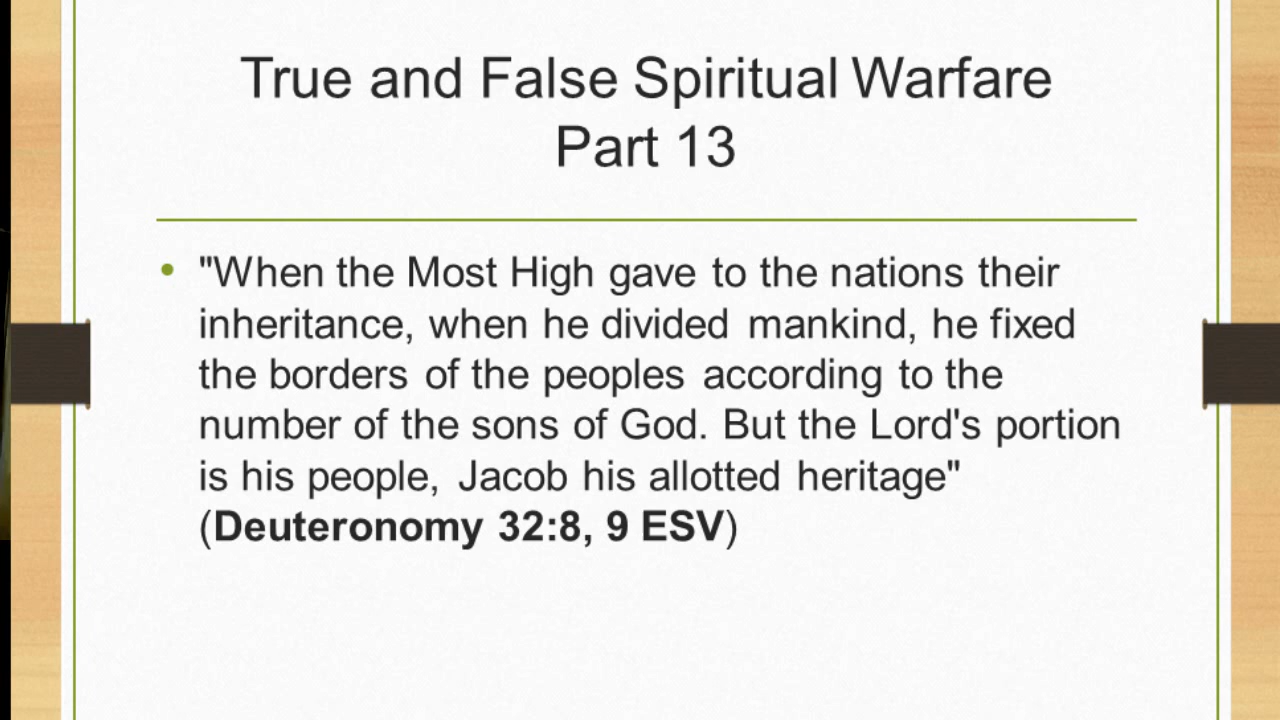 True and False Spiritual Warfare
Part 13
• "When the Most High gave to the nations their
inheritance, when he divided mankind, he fixed
the borders of the peoples according to the
number of the sons of God. But the Lord's portion
is his people, Jacob his allotted heritage"
(Deuteronomy 32:8, 9 ESV)